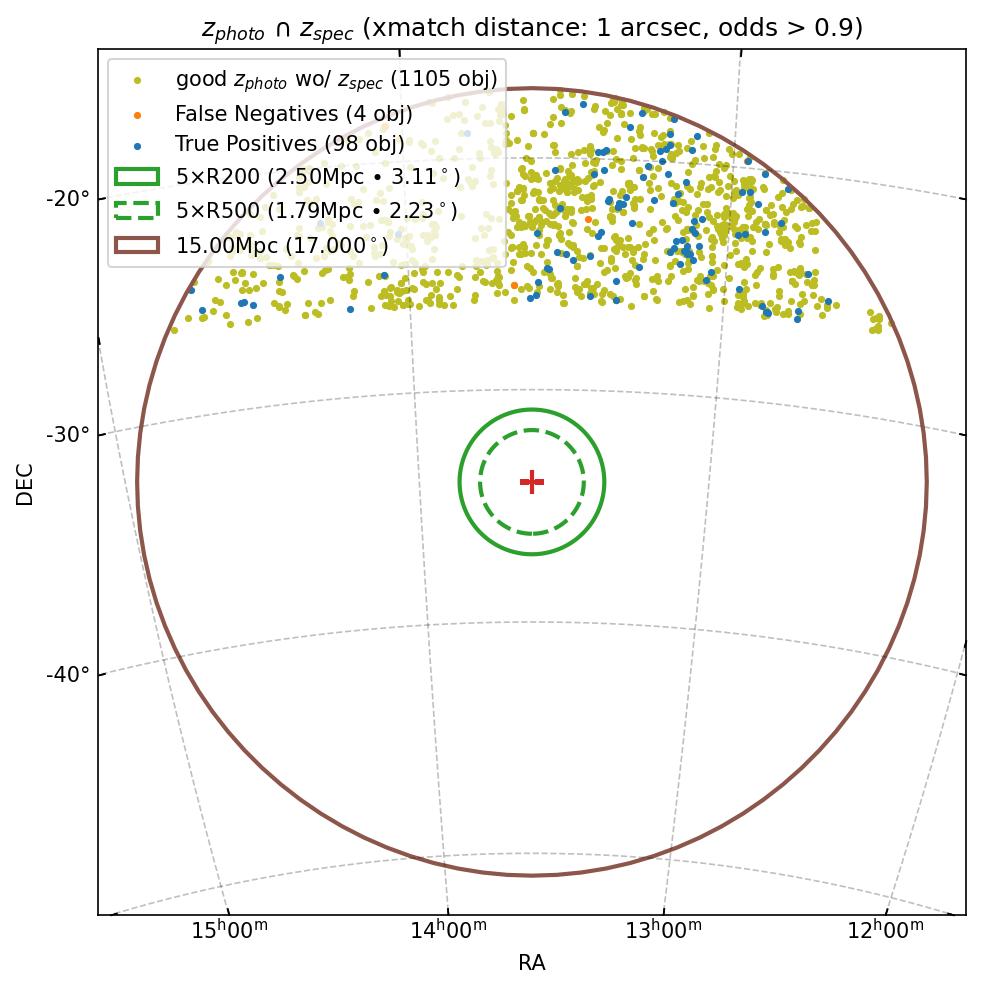 z_photo ∩ z_spec (xmatch distance: 1 arcsec, odds > 0.9)
good z_photo wo/ z_spec (1105 obj)
False Negatives (4 obj)
True Positives (98 obj)
5×R200 (2.50Mpc • 3.11°)
5×R500 (1.79Mpc • 2.23°)
15.00Mpc (17.000°)
-20°
-30°
-40°
DEC
15h00m 14h00m 13h00m 12h00m
RA